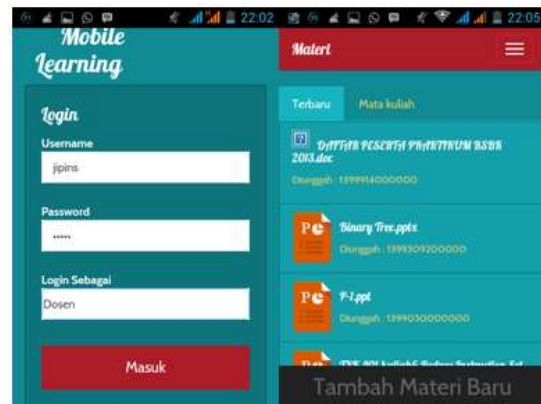 22:02
Mobile
Learning
Login
Username
jipins
Password
.....
Login Sebagai
Dosen
Masuk
22:05
Materi
Terbaru Mata kuliah
DAFTAR PESERTA PRAKTIKUM BSBR
2013.doc
Diunggah : 1399914000000
Binary Tree.pptx
Diunggah : 1399309200000
P-1.ppt
Diunggah : 1399050000000
Tambah Materi Baru